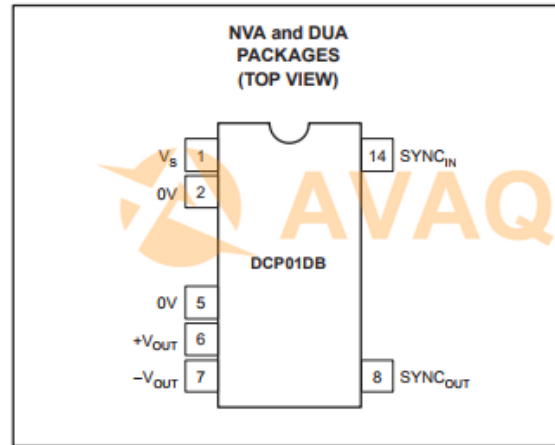 NVA and DUA
PACKAGES
(TOP VIEW)
VS 1 14 SYNCIN
0V 2
AVAQ
DCP01DB
0V 5
+VOUT 6
–VOUT 7 8 SYNCOUT